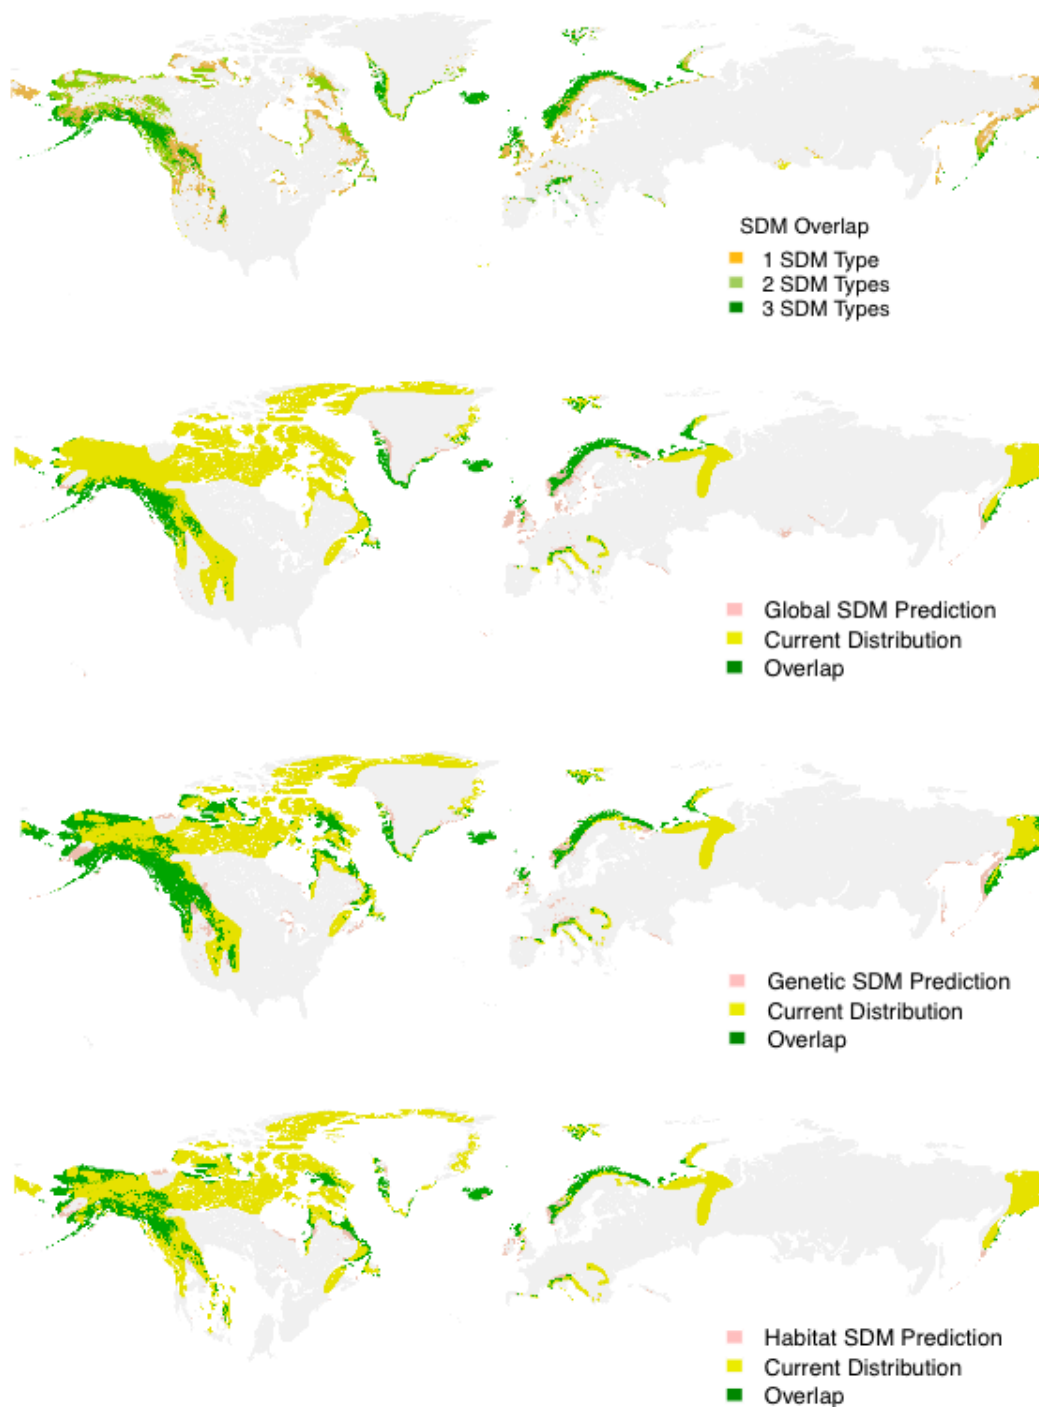 SDM Overlap
1 SDM Type
2 SDM Types
3 SDM Types
Global SDM Prediction
Current Distribution
Overlap
Genetic SDM Prediction
Current Distribution
Overlap
Habitat SDM Prediction
Current Distribution
Overlap